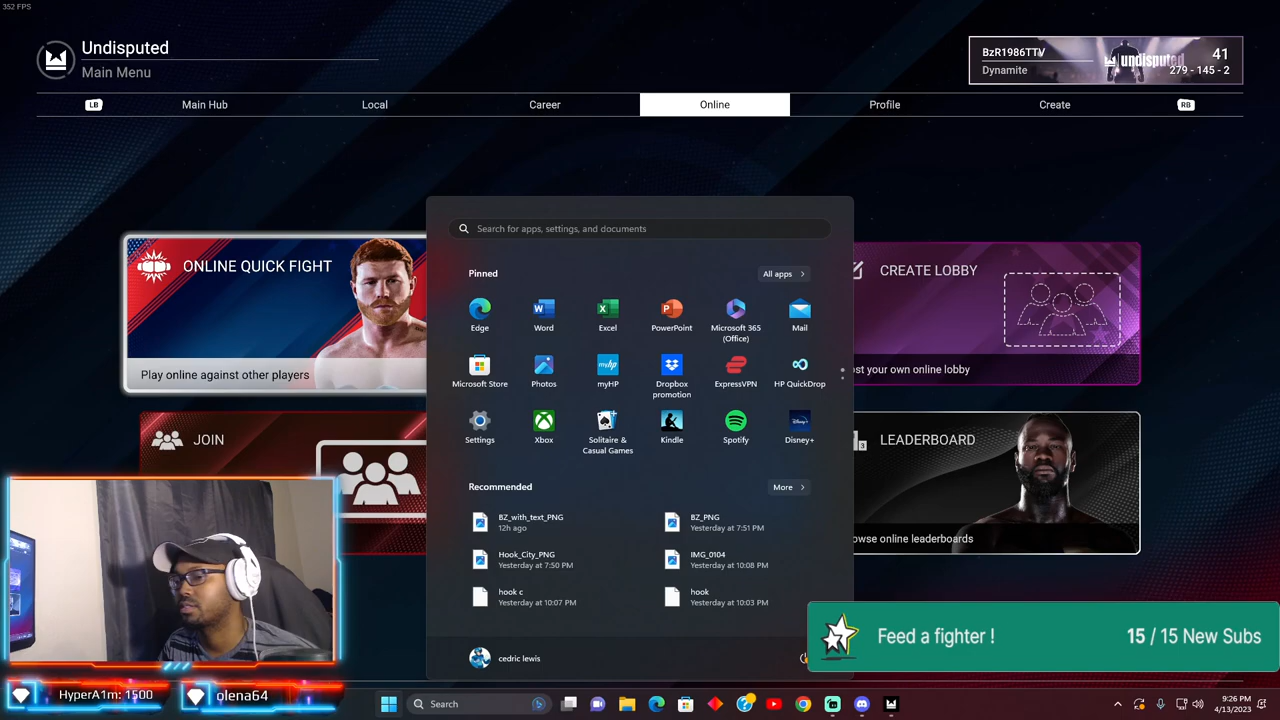 352 FPS
Undisputed
Main Menu
BzR1986TTV
Dynamite
undisputed
41
279 - 145 - 2
LB
Main Hub
Local
Career
Online
Profile
Create
RB
Search for apps, settings, and documents
ONLINE QUICK FIGHT
Play online against other players
CREATE LOBBY
ost your own online lobby
Pinned
All apps
Edge
Word
Excel
PowerPoint
Microsoft 365
(Office)
Mail
Microsoft Store
Photos
myHP
Dropbox
promotion
ExpressVPN
HP QuickDrop
Settings
Xbox
Solitaire &
Casual Games
Kindle
Spotify
Disney+
JOIN
LEADERBOARD
owse online leaderboards
Recommended
More
BZ_with_text_PNG
12h ago
BZ_PNG
Yesterday at 7:51 PM
Hook_City_PNG
Yesterday at 7:50 PM
IMG_0104
Yesterday at 10:08 PM
hook c
Yesterday at 10:07 PM
hook
Yesterday at 10:03 PM
Feed a fighter !
15 / 15 New Subs
cedric lewis
HyperA1m: 1500
olena64
Search
9:26 PM
4/13/2023